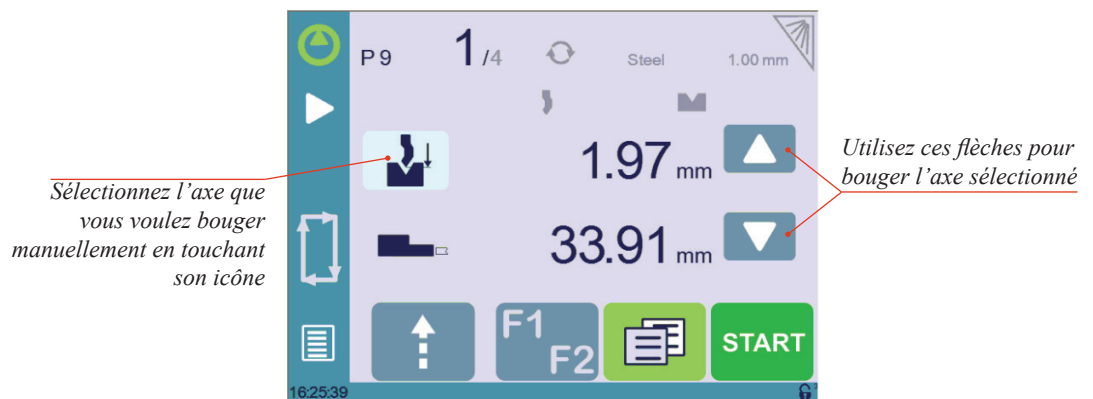 P 9 1 /4 Steel 1.00 mm
1.97 mm
33.91 mm
Sélectionnez l'axe que
vous voulez bouger
manuellement en touchant
son icône
Utilisez ces flèches pour
bouger l'axe sélectionné
F1
F2
START
16:25:39